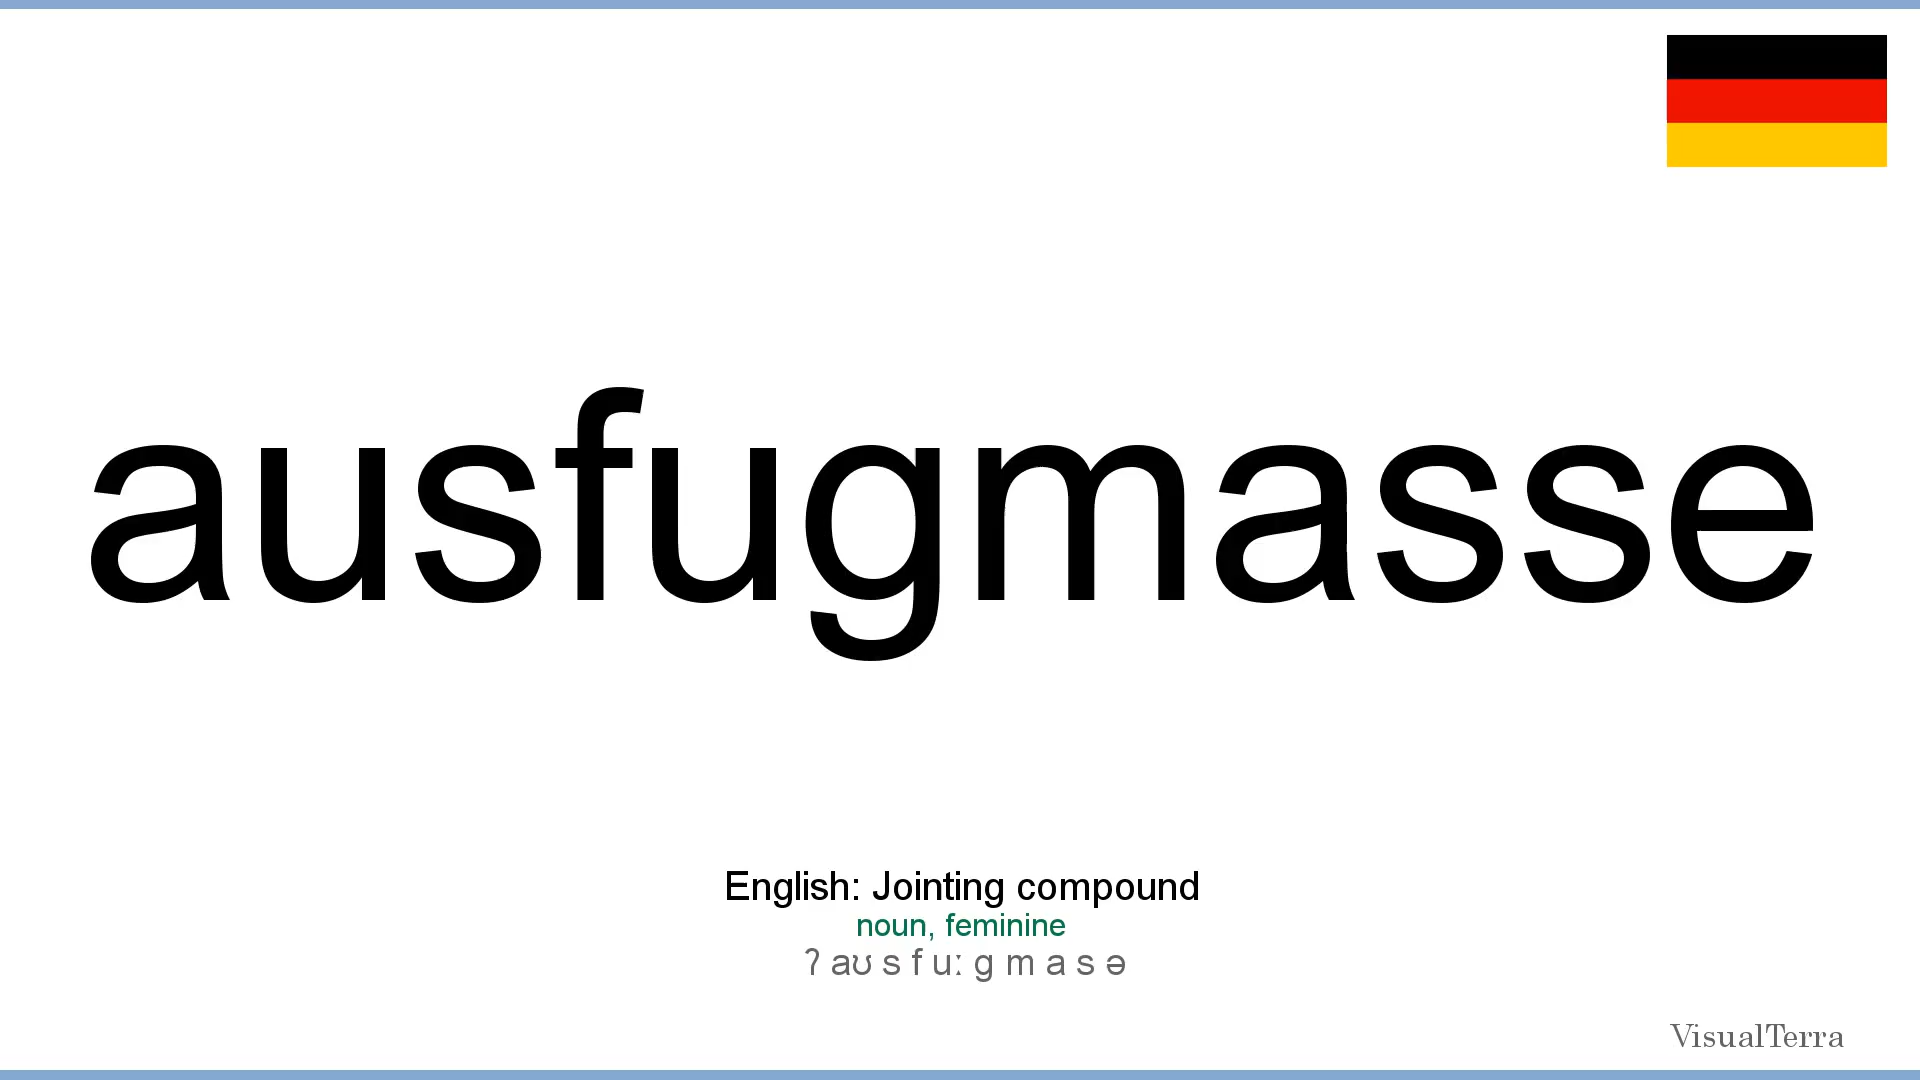 ausfugmasse
English: Jointing compound
noun, feminine
ʔ aʊ s f uː g m a s ə
VisualTerra